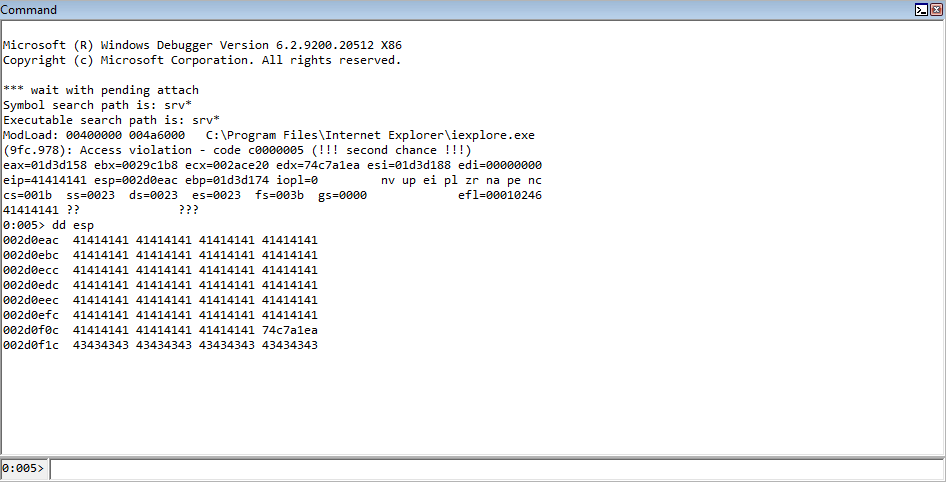 Command
Microsoft (R) Windows Debugger Version 6.2.9200.20512 X86
Copyright (c) Microsoft Corporation. All rights reserved.
*** wait with pending attach
Symbol search path is: srv*
Executable search path is: srv*
ModLoad: 00400000 004a6000   C:\Program Files\Internet Explorer\iexplore.exe
(9fc.978): Access violation - code c0000005 (!!! second chance !!!)
eax=01d3d158 ebx=0029c1b8 ecx=002ace20 edx=74c7a1ea esi=01d3d188 edi=00000000
eip=41414141 esp=002d0eac ebp=01d3d174 iopl=0         nv up ei pl zr na pe nc
cs=001b  ss=0023  ds=0023  es=0023  fs=003b  gs=0000             efl=00010246
41414141 ??              ???
0:005> dd esp
002d0eac  41414141 41414141 41414141 41414141
002d0ebc  41414141 41414141 41414141 41414141
002d0ecc  41414141 41414141 41414141 41414141
002d0edc  41414141 41414141 41414141 41414141
002d0eec  41414141 41414141 41414141 41414141
002d0efc  41414141 41414141 41414141 41414141
002d0f0c  41414141 41414141 41414141 74c7a1ea
002d0f1c  43434343 43434343 43434343 43434343
0:005>